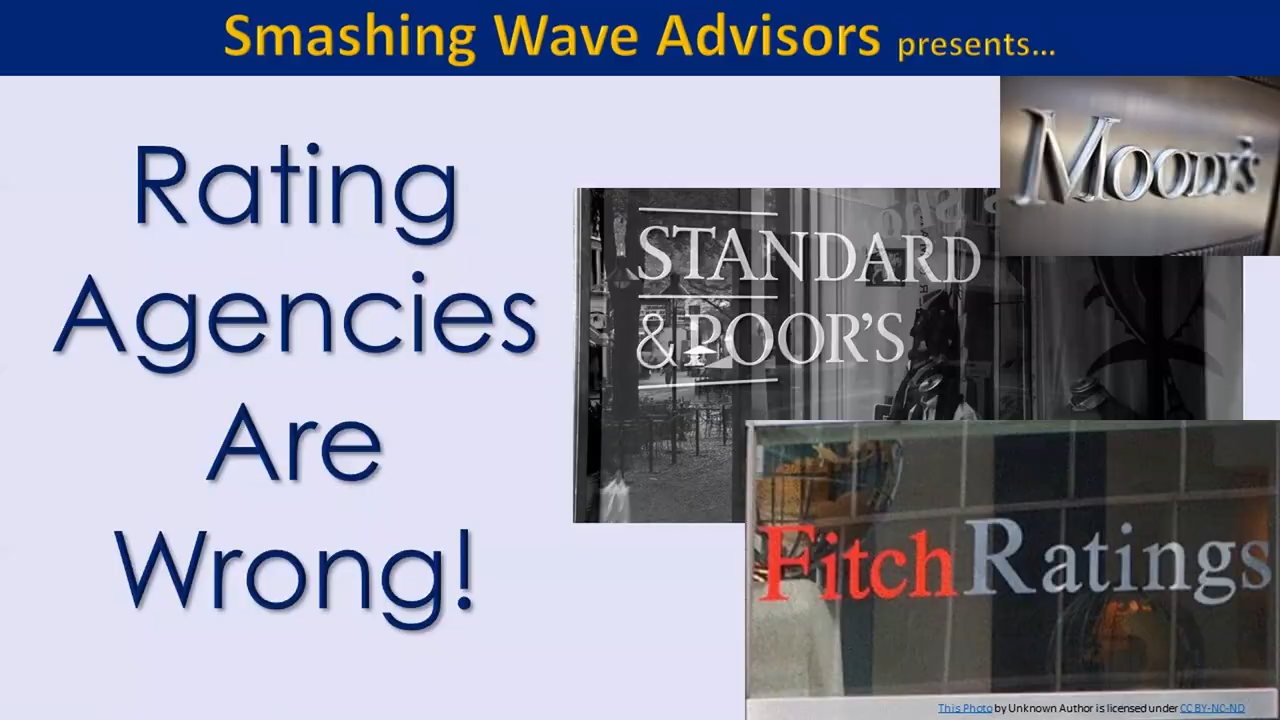 Smashing Wave Advisors presents...
Rating
Agencies
Are
Wrong!
Moody's
STANDARD
& POOR'S
FitchRatings
This Photo by Unknown Author is licensed under CC BY-NC-ND